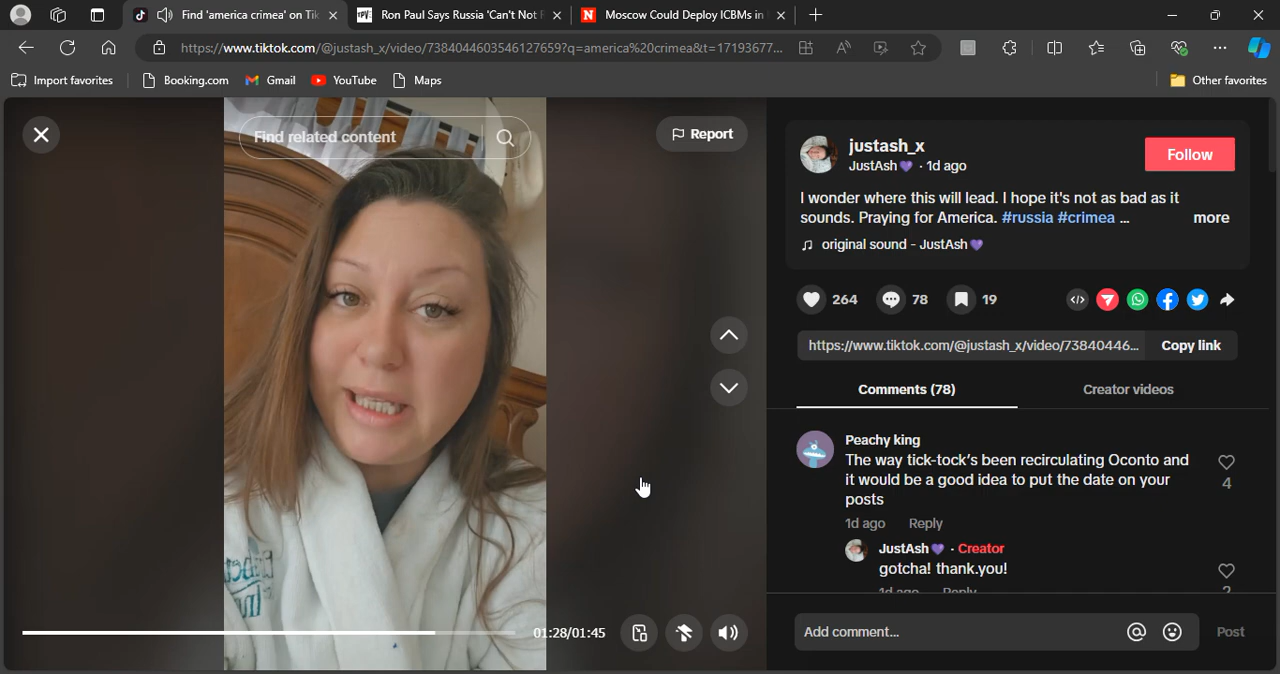 Find 'america crimea' on Tik
Ron Paul Says Russia 'Can't Not R
Moscow Could Deploy ICBMs in
https://www.tiktok.com/@justash_x/video/7384044603546127659?q=america%20crimea&t=17193677...
Import favorites
Booking.com
Gmail
YouTube
Maps
Other favorites
Find related content
Report
justash_x
JustAsh💜 · 1d ago
Follow
I wonder where this will lead. I hope it's not as bad as it
sounds. Praying for America. #russia #crimea ...
more
♫ original sound - JustAsh💜
264
78
19
https://www.tiktok.com/@justash_x/video/73840446...
Copy link
Comments (78)
Creator videos
Peachy king
The way tick-tock's been recirculating Oconto and
it would be a good idea to put the date on your
posts
4
1d ago
Reply
JustAsh💜 · Creator
gotcha! thank.you!
2
1d ago
Reply
01:28/01:45
Add comment...
Post